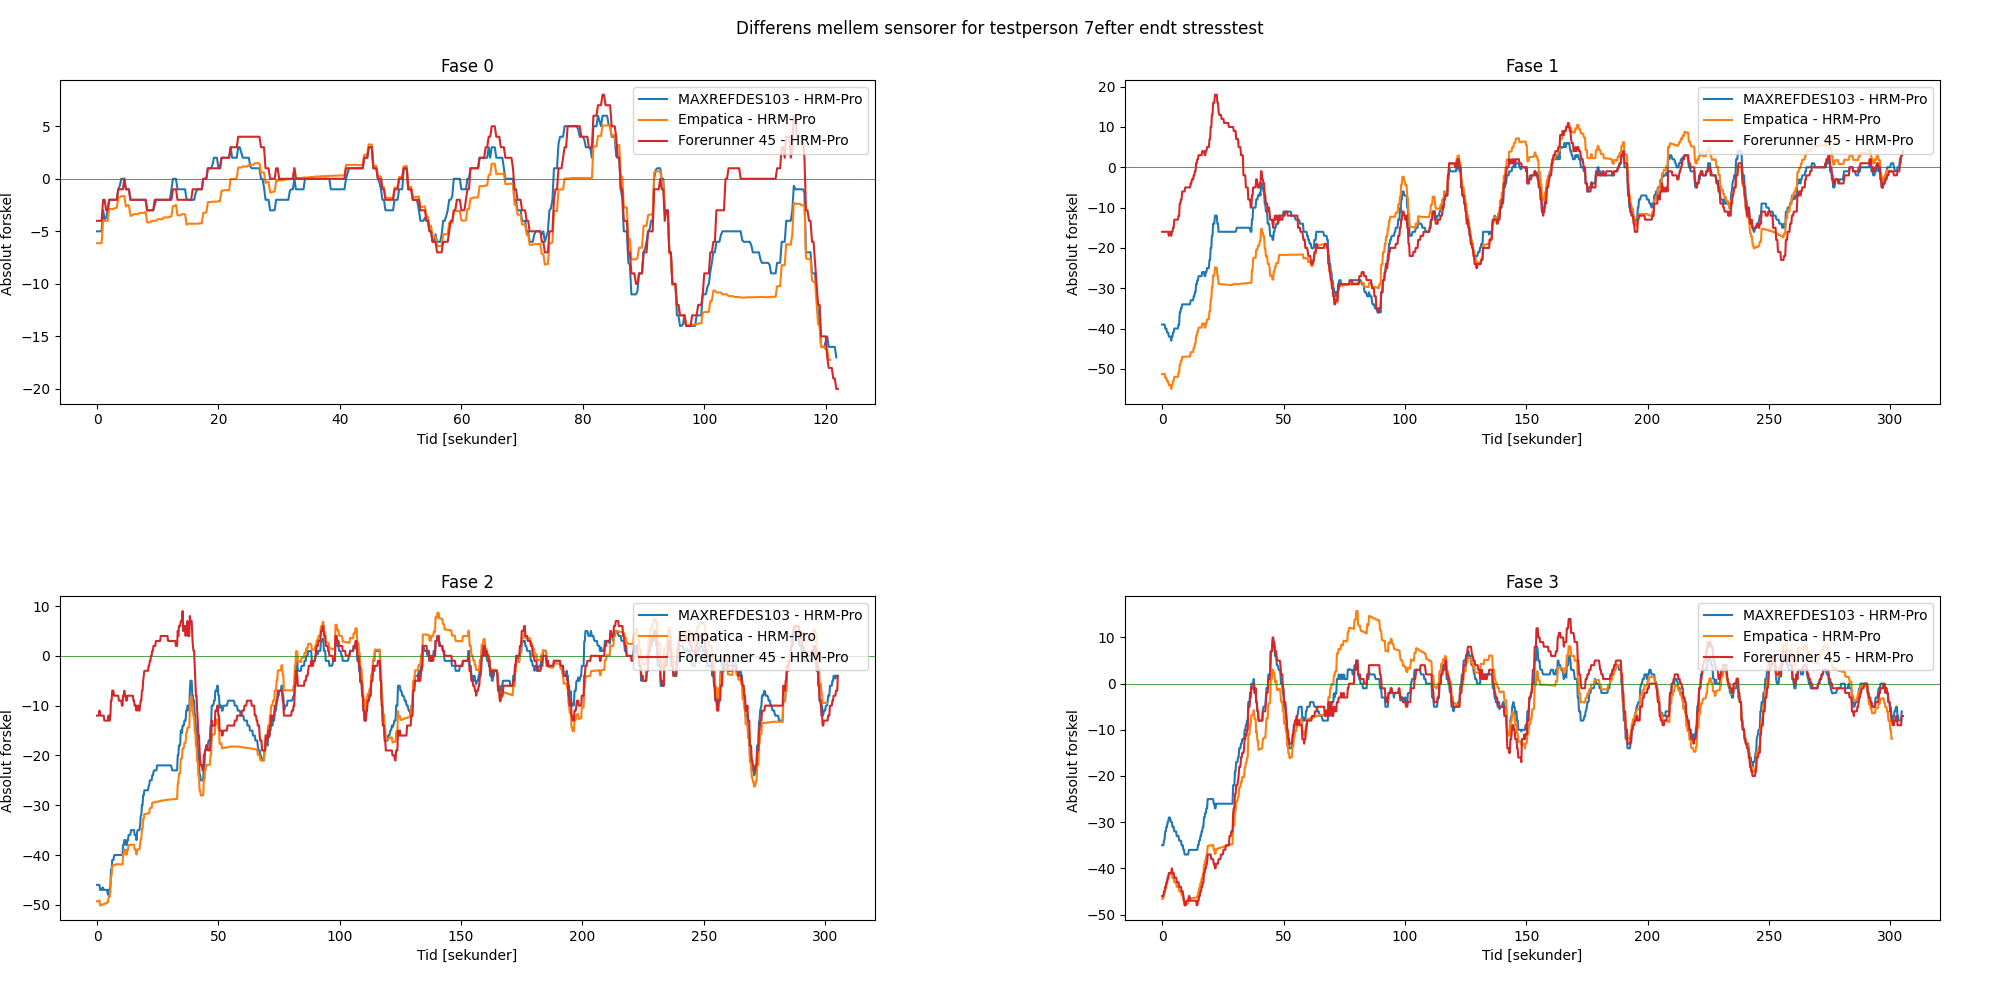 Differens mellem sensorer for testperson 7efter endt stresstest
Fase 0
MAXREFDES103 - HRM-Pro
Empatica - HRM-Pro
Forerunner 45 - HRM-Pro
Absolut forskel
5
0
−5
−10
−15
−20
0 20 40 60 80 100 120
Tid [sekunder]
Fase 1
MAXREFDES103 - HRM-Pro
Empatica - HRM-Pro
Forerunner 45 - HRM-Pro
Absolut forskel
20
10
0
−10
−20
−30
−40
−50
0 50 100 150 200 250 300
Tid [sekunder]
Fase 2
MAXREFDES103 - HRM-Pro
Empatica - HRM-Pro
Forerunner 45 - HRM-Pro
Absolut forskel
10
0
−10
−20
−30
−40
−50
0 50 100 150 200 250 300
Tid [sekunder]
Fase 3
MAXREFDES103 - HRM-Pro
Empatica - HRM-Pro
Forerunner 45 - HRM-Pro
Absolut forskel
10
0
−10
−20
−30
−40
−50
0 50 100 150 200 250 300
Tid [sekunder]